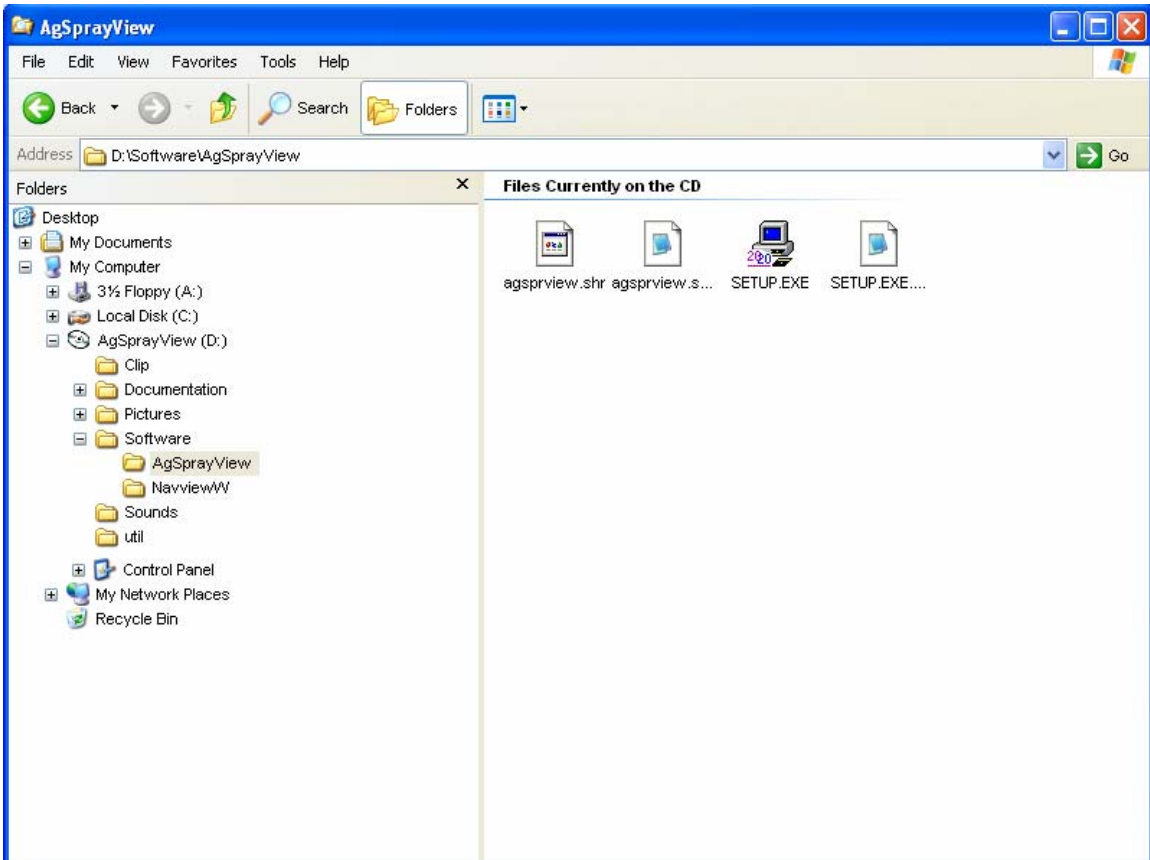 AgSprayView
File Edit View Favorites Tools Help
Back Search Folders
Address D:\Software\AgSprayView Go
Folders
Desktop
My Documents
My Computer
3½ Floppy (A:)
Local Disk (C:)
AgSprayView (D:)
Clip
Documentation
Pictures
Software
AgSprayView
NavviewW
Sounds
util
Control Panel
My Network Places
Recycle Bin
Files Currently on the CD
agsprview.shr agsprview.s... SETUP.EXE SETUP.EXE....